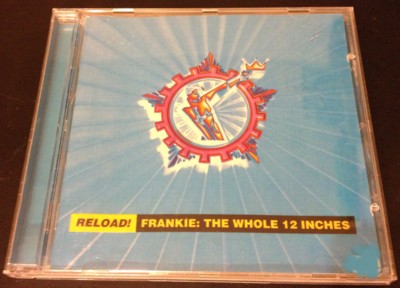 RELOAD! FRANKIE: THE WHOLE 12 INCHES